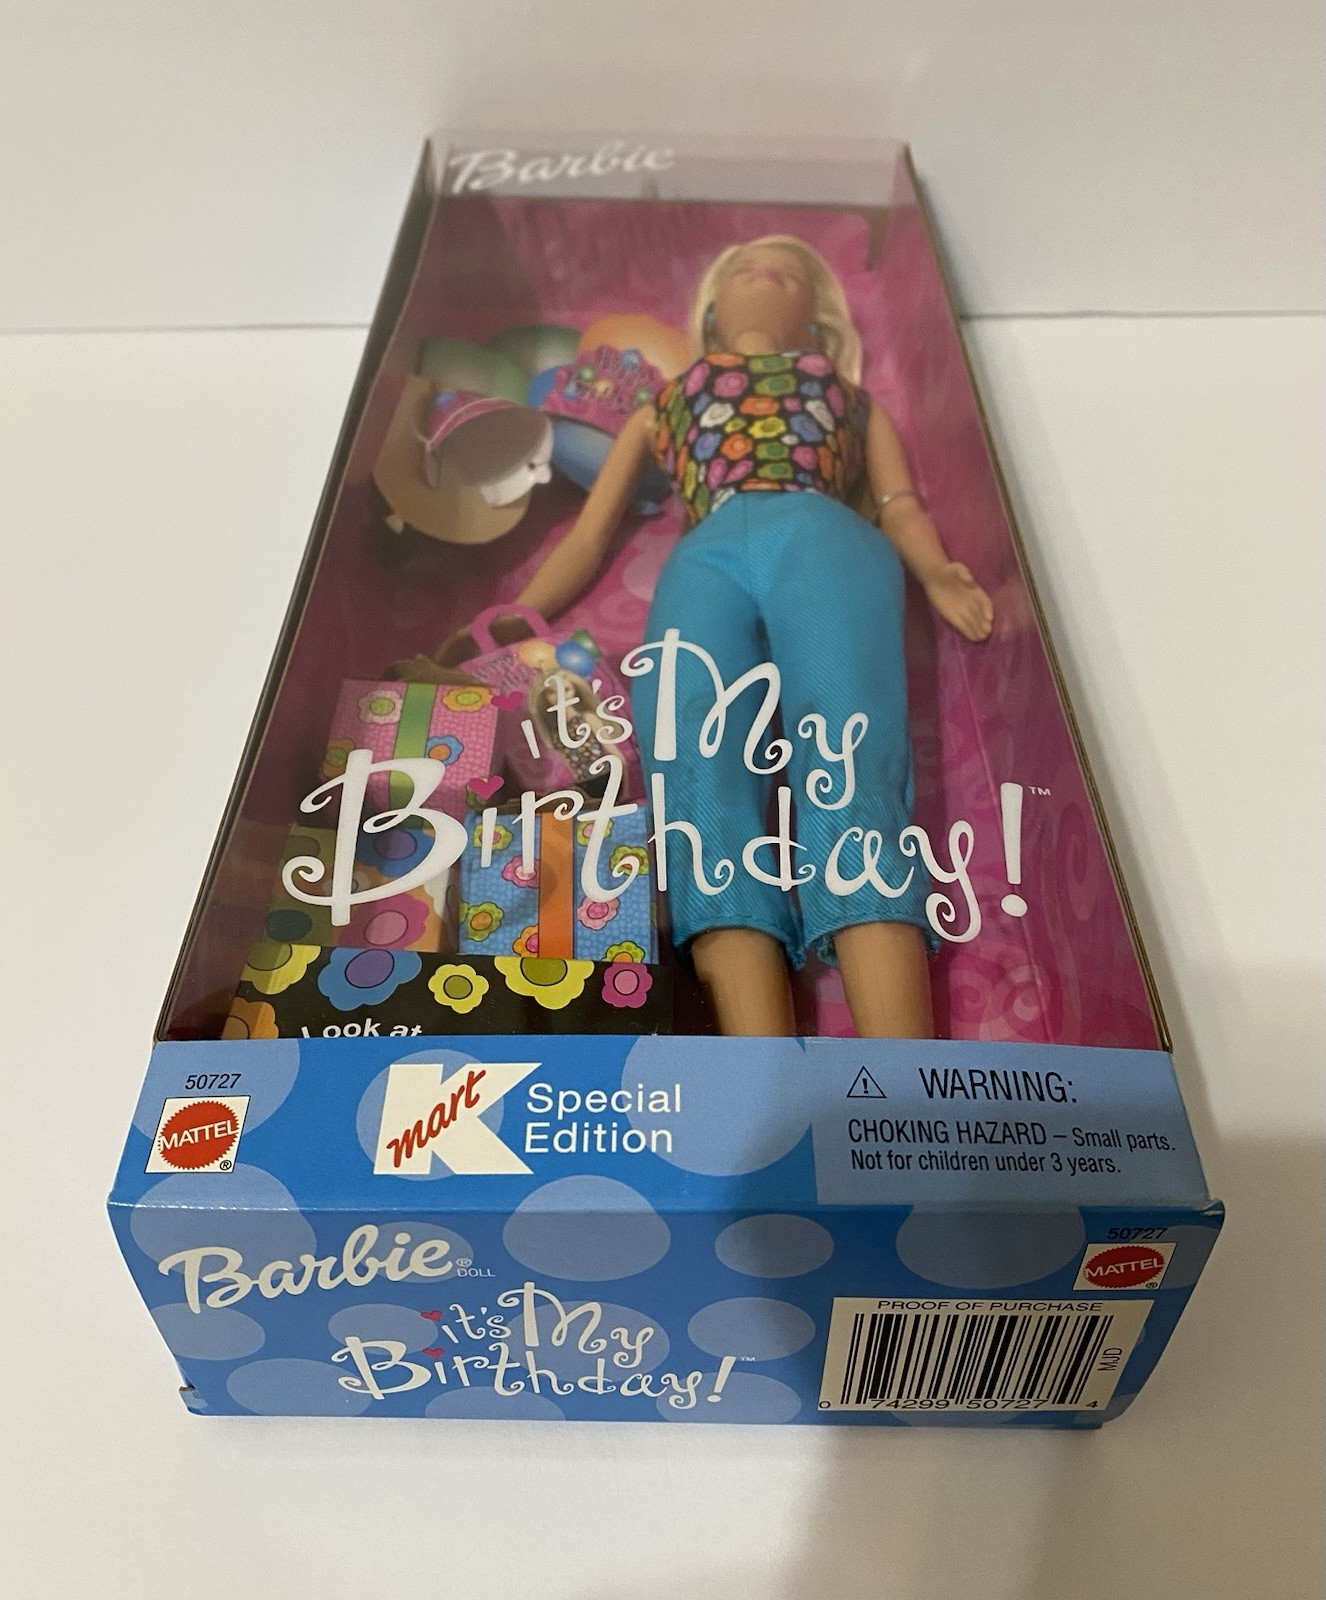 Barbie
it's My
Birthday!™
Look at
50727
MATTEL®
Kmart
Special
Edition
⚠ WARNING:
CHOKING HAZARD – Small parts.
Not for children under 3 years.
Barbie® DOLL
it's My
Birthday!™
50727
MATTEL®
PROOF OF PURCHASE
MJD
0 74299 50727 4